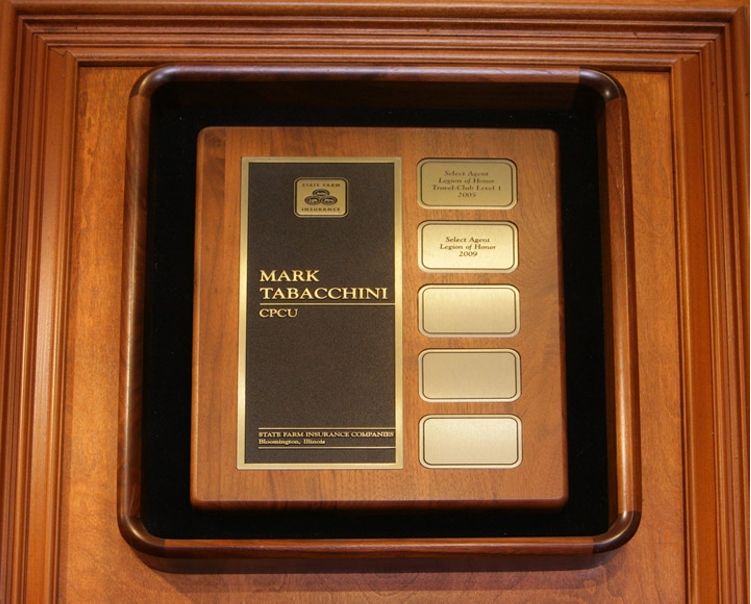 STATE FARM
INSURANCE
MARK
TABACCHINI
CPCU
STATE FARM INSURANCE COMPANIES
Bloomington, Illinois
Select Agent
Legion of Honor
Travel-Club Level 1
2005
Select Agent
Legion of Honor
2009